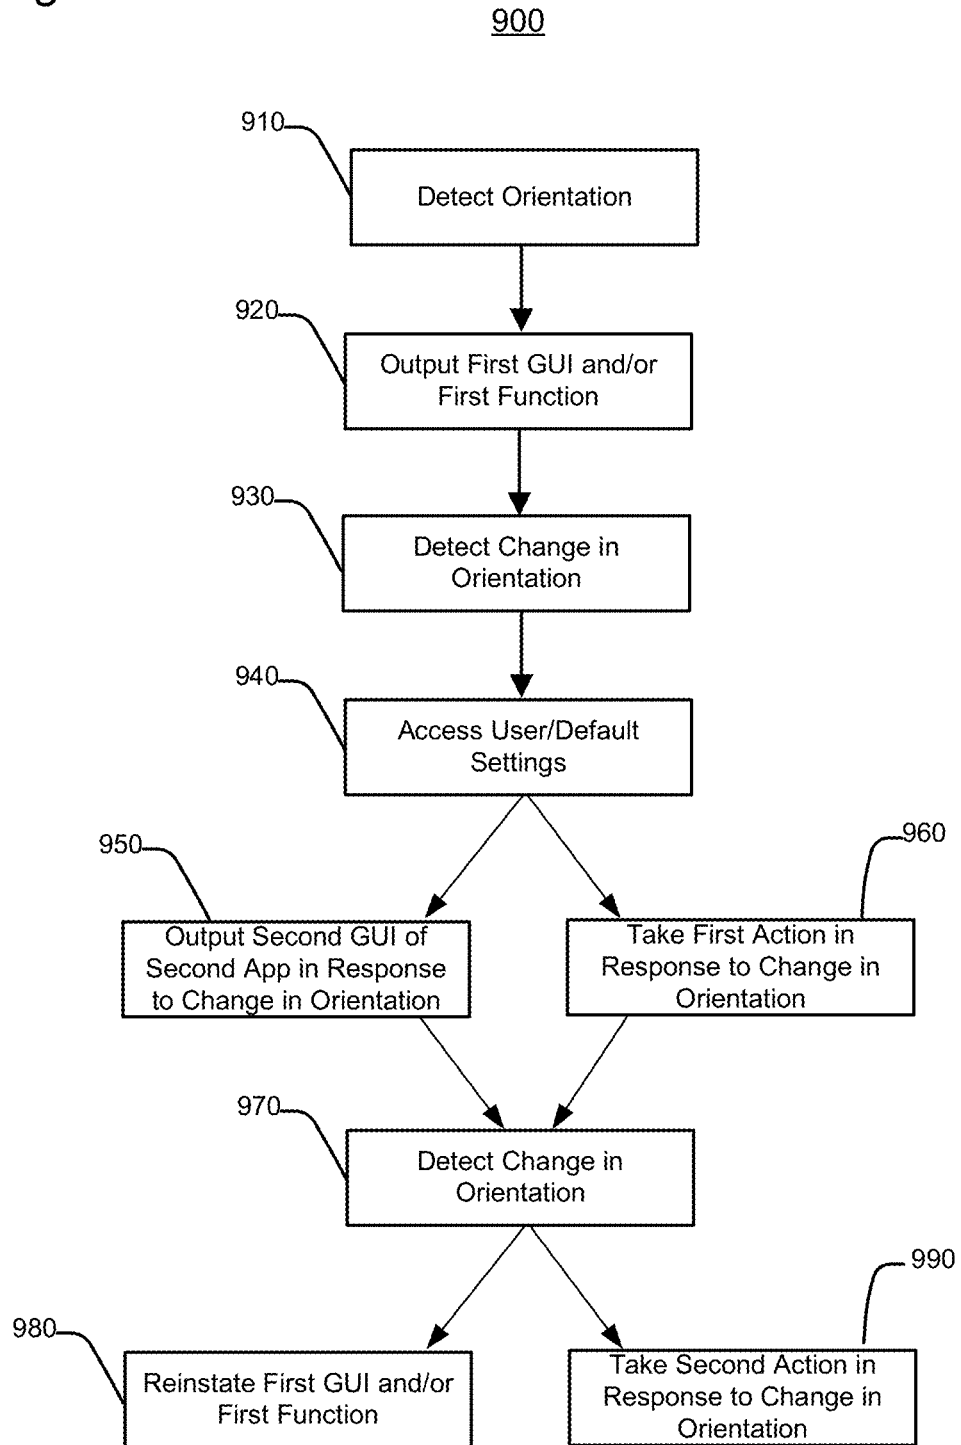 900
910
Detect Orientation
920
Output First GUI and/or
First Function
930
Detect Change in
Orientation
940
Access User/Default
Settings
950
Output Second GUI of
Second App in Response
to Change in Orientation
960
Take First Action in
Response to Change in
Orientation
970
Detect Change in
Orientation
980
Reinstate First GUI and/or
First Function
990
Take Second Action in
Response to Change in
Orientation